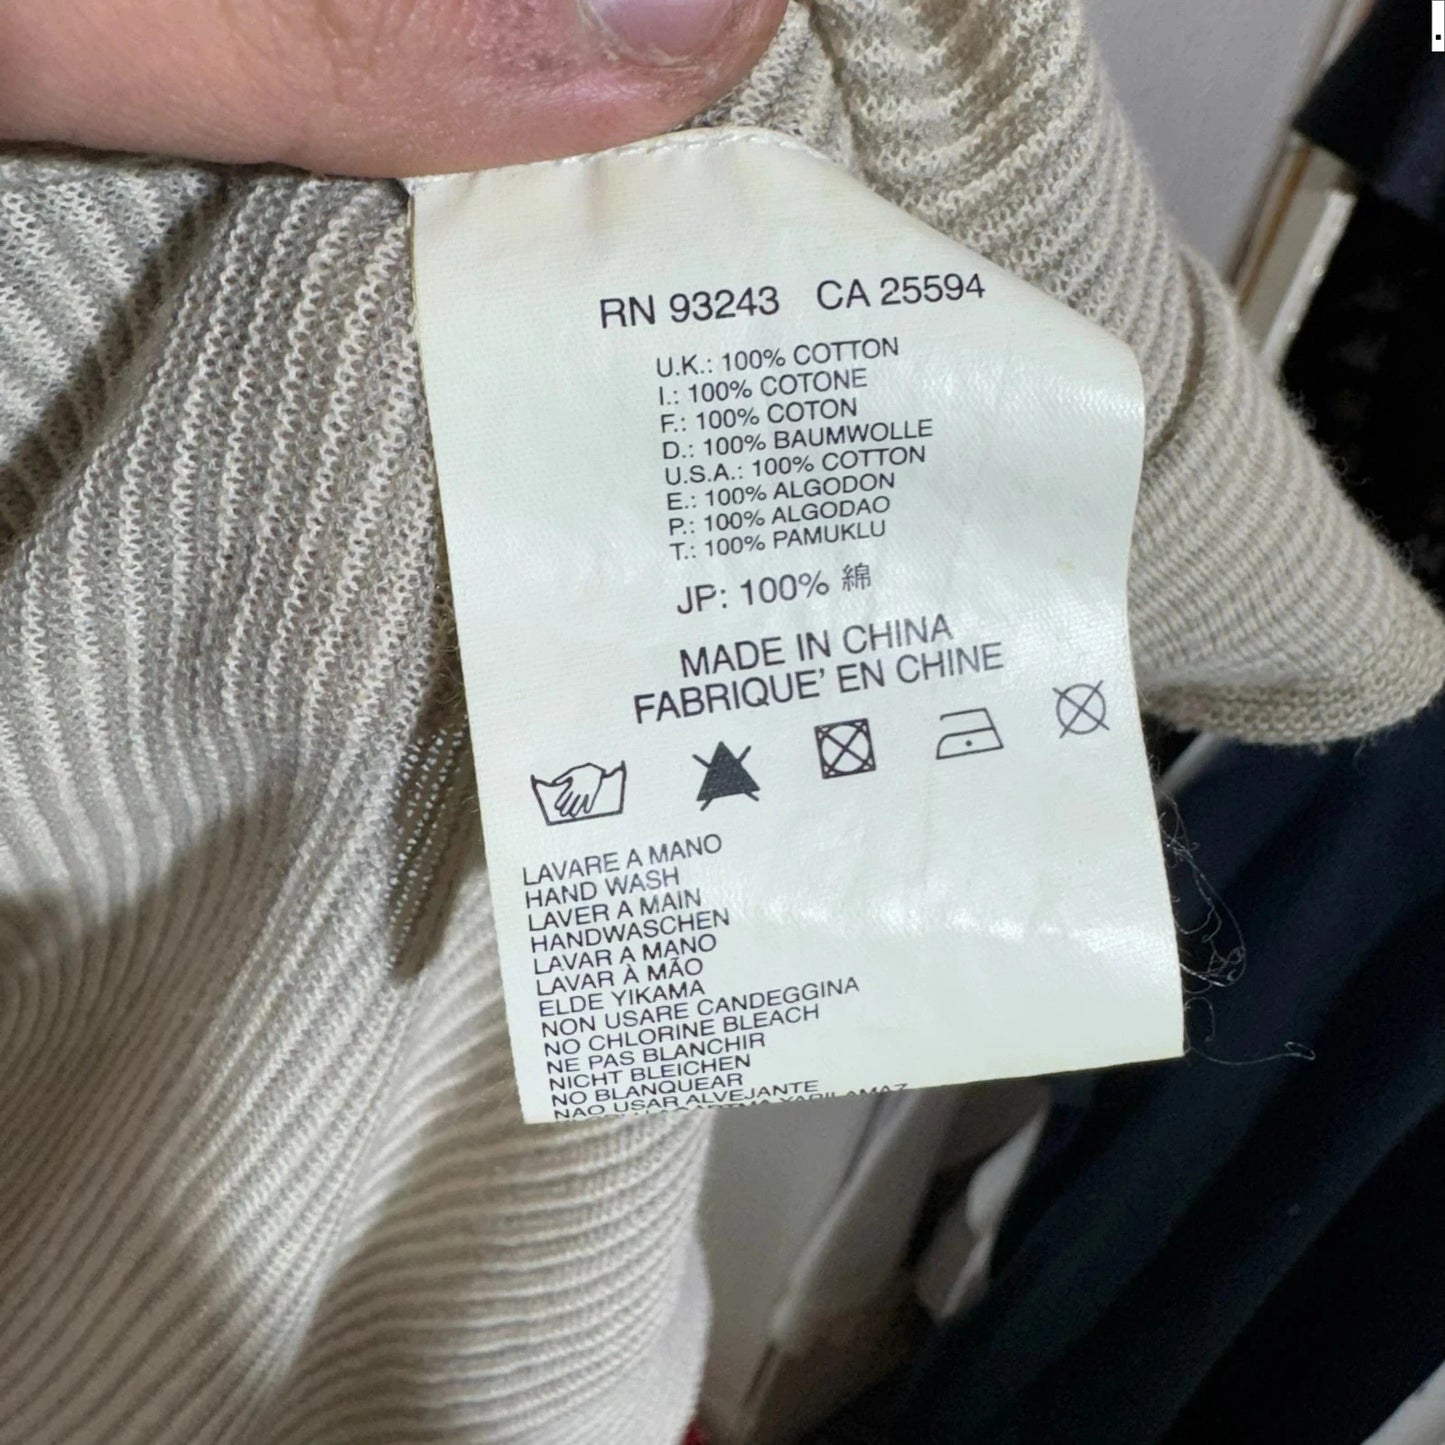 RN 93243 CA 25594
U.K.: 100% COTTON
I.: 100% COTONE
F.: 100% COTON
D.: 100% BAUMWOLLE
U.S.A.: 100% COTTON
E.: 100% ALGODON
P.: 100% ALGODAO
T.: 100% PAMUKLU
JP: 100% 綿
MADE IN CHINA
FABRIQUE' EN CHINE
LAVARE A MANO
HAND WASH
LAVER A MAIN
HANDWASCHEN
LAVAR A MANO
LAVAR À MÃO
ELDE YIKAMA
NON USARE CANDEGGINA
NO CHLORINE BLEACH
NE PAS BLANCHIR
NICHT BLEICHEN
NO BLANQUEAR
NAO USAR ALVEJANTE